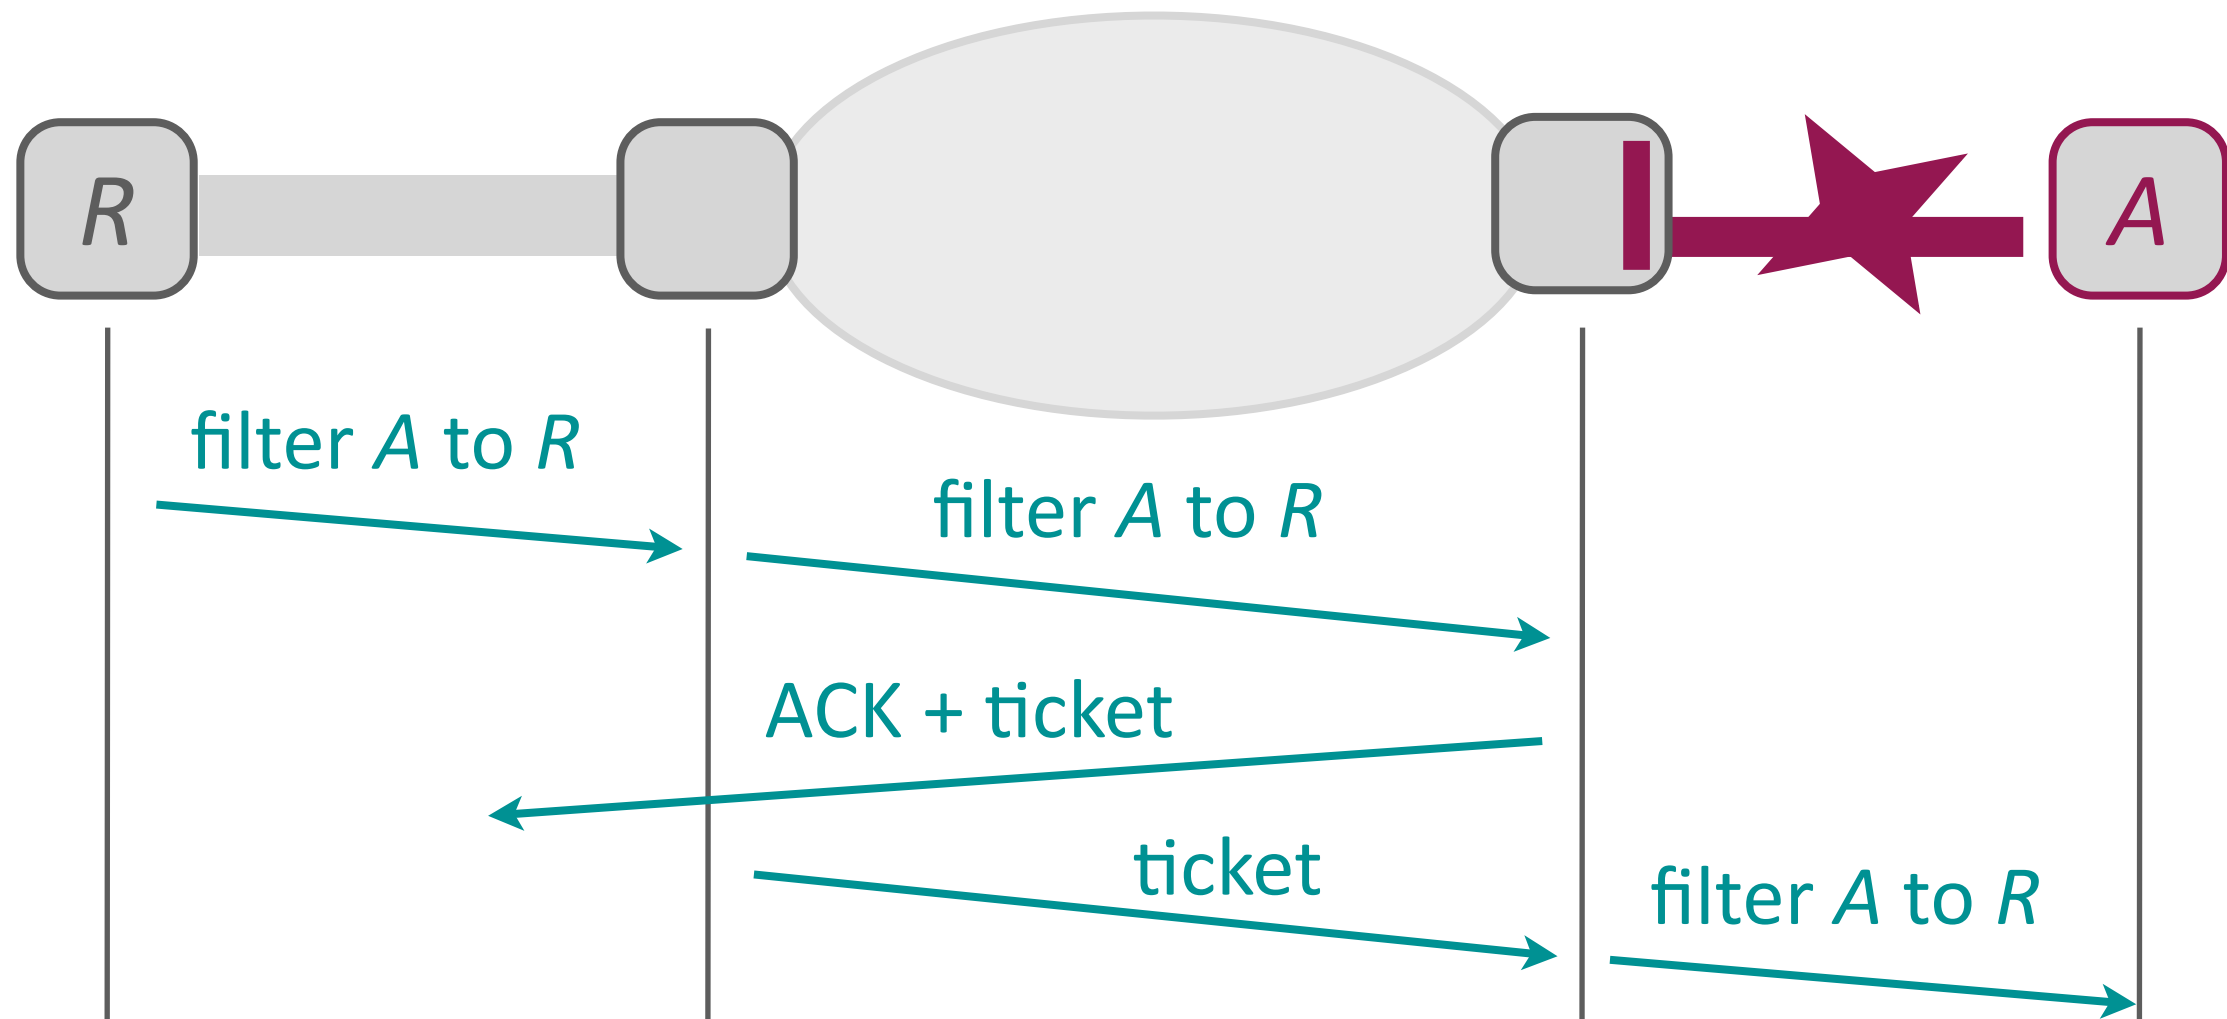 R
A
filter A to R
filter A to R
ACK + ticket
ticket
filter A to R